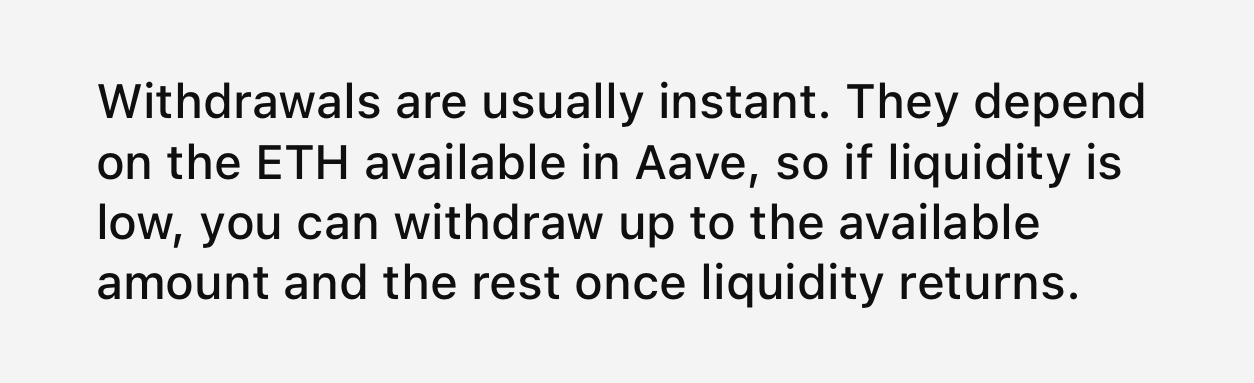 Withdrawals are usually instant. They depend
on the ETH available in Aave, so if liquidity is
low, you can withdraw up to the available
amount and the rest once liquidity returns.